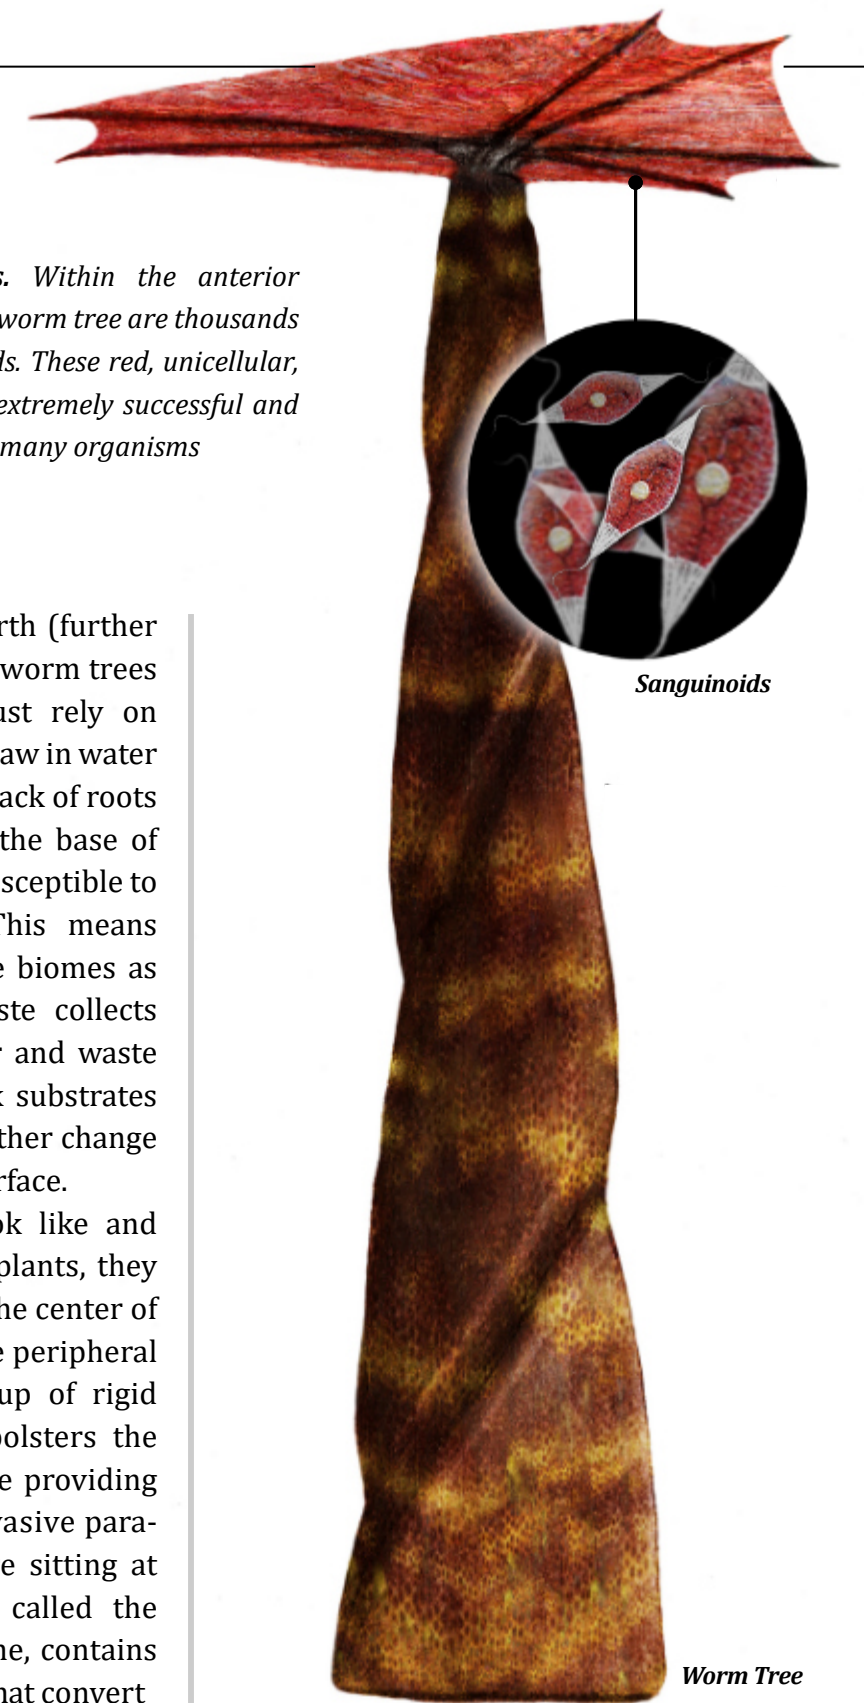 s. Within the anterior
worm tree are thousands
ds. These red, unicellular,
extremely successful and
many organisms
rth (further
worm trees
ust rely on
aw in water
ack of roots
the base of
sceptible to
This means
e biomes as
ste collects
r and waste
k substrates
ther change
rface.
ok like and
plants, they
he center of
e peripheral
up of rigid
olsters the
e providing
vasive para-
e sitting at
called the
ne, contains
hat convert
Sanguinoids
Worm Tree